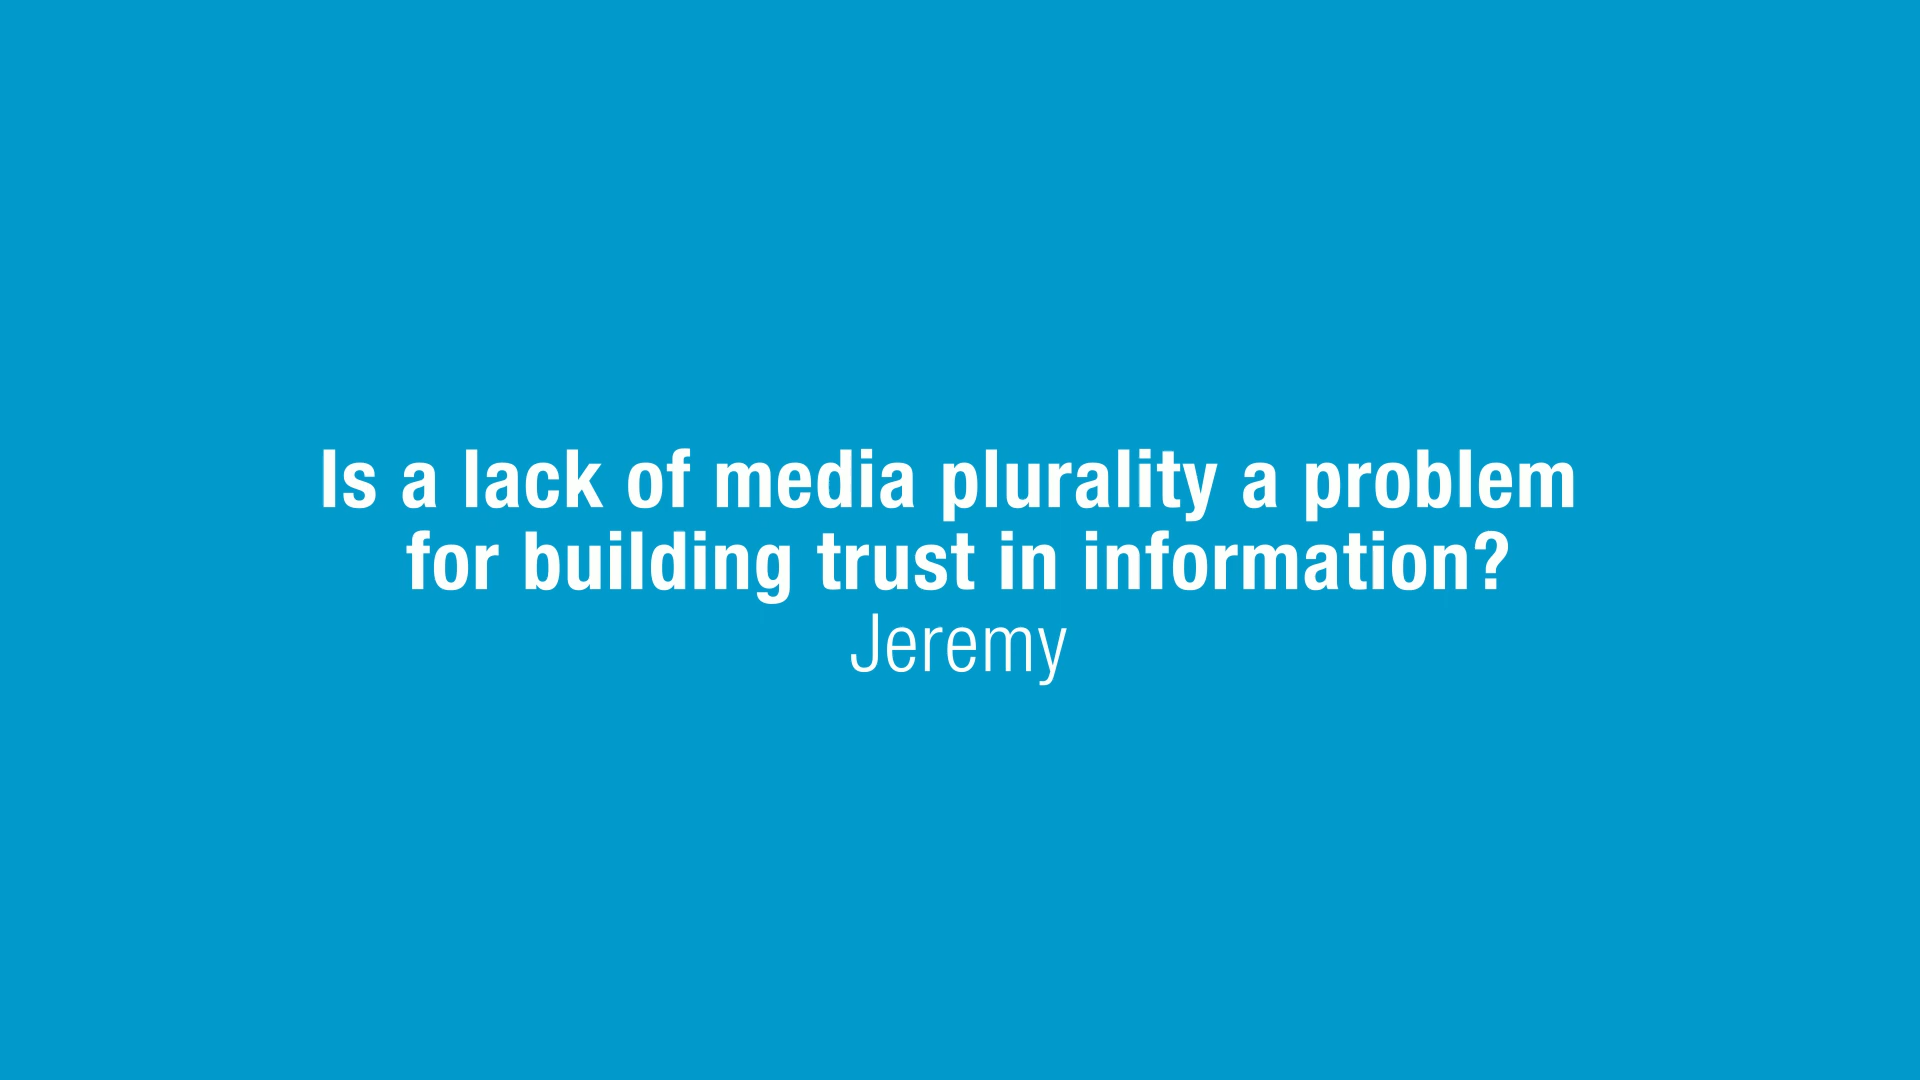 Is a lack of media plurality a problem
for building trust in information?
Jeremy